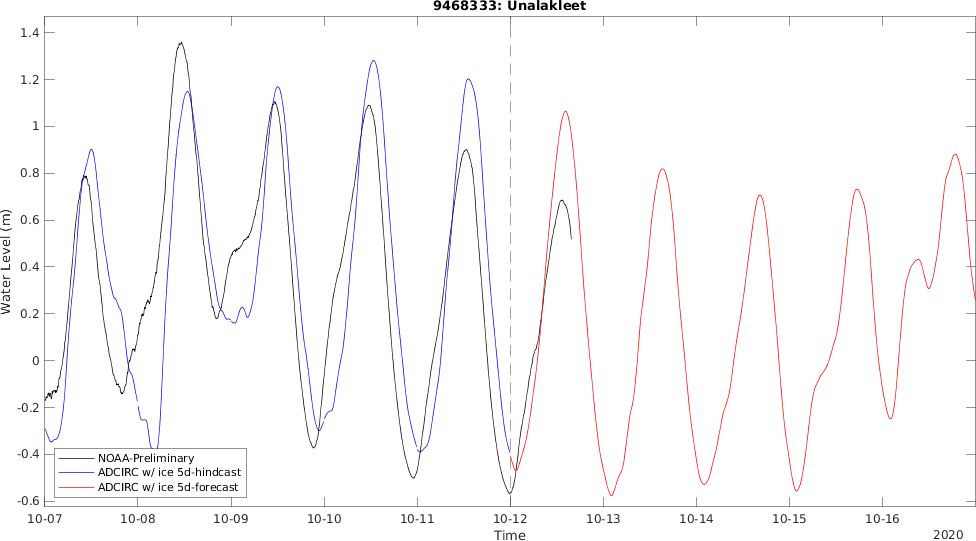 9468333: Unalakleet
Water Level (m)
1.4
1.2
1
0.8
0.6
0.4
0.2
0
-0.2
-0.4
-0.6
NOAA-Preliminary
ADCIRC w/ ice 5d-hindcast
ADCIRC w/ ice 5d-forecast
10-07 10-08 10-09 10-10 10-11 10-12 10-13 10-14 10-15 10-16
Time
2020